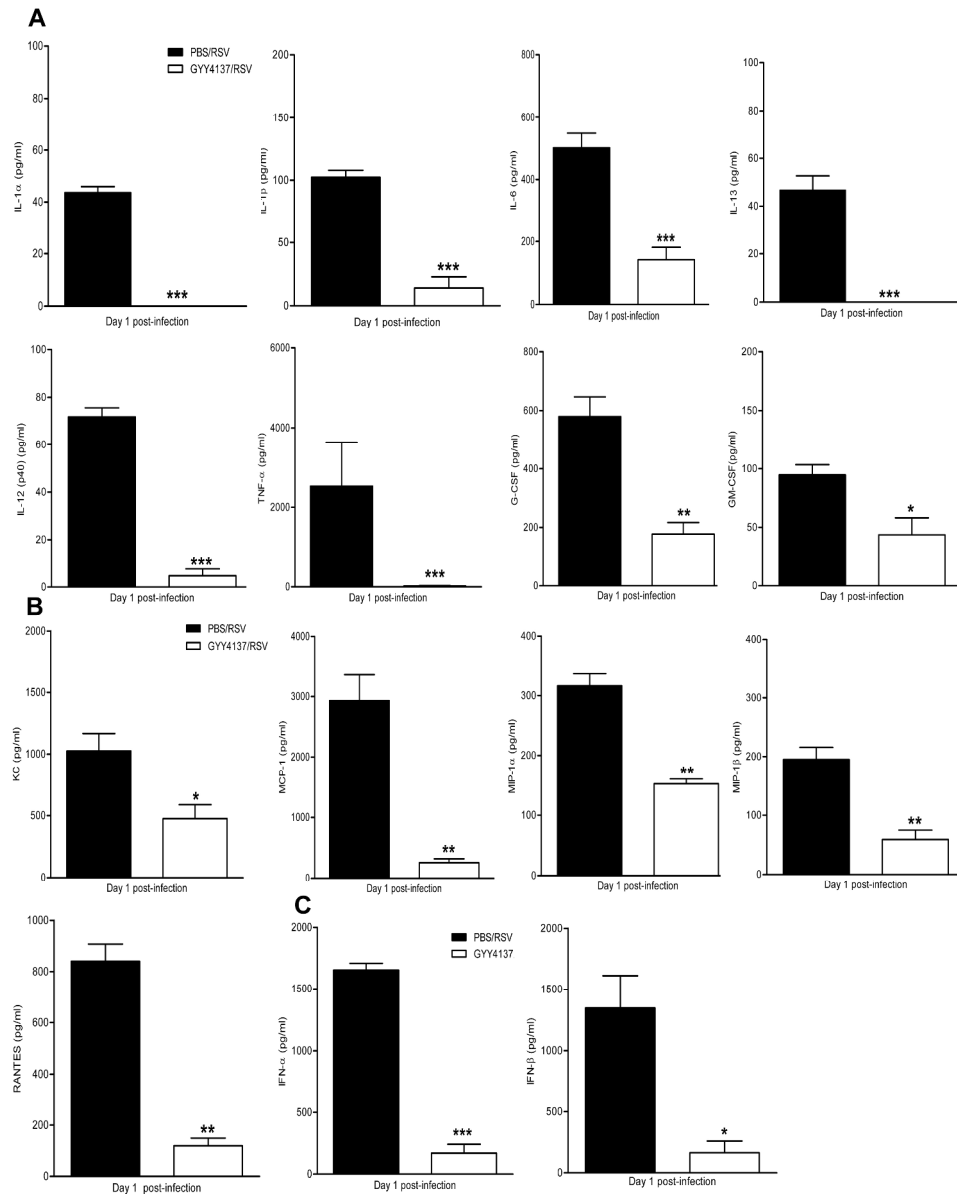 A
IL-1α (pg/ml)
100
80
60
40
20
0
PBS/RSV
GYY4137/RSV
***
Day 1 post-infection
IL-1β (pg/ml)
200
150
100
50
0
***
Day 1 post-infection
IL-6 (pg/ml)
800
600
400
200
0
***
Day 1 post-infection
IL-13 (pg/ml)
100
80
60
40
20
0
***
Day 1 post-infection
IL-12 (p40) (pg/ml)
100
80
60
40
20
0
***
Day 1 post-infection
TNF-α (pg/ml)
6000
4000
2000
0
***
Day 1 post-infection
G-CSF (pg/ml)
800
600
400
200
0
**
Day 1 post-infection
GM-CSF(pg/ml)
200
150
100
50
0
*
Day 1 post-infection
B
KC (pg/ml)
2000
1500
1000
500
0
PBS/RSV
GYY4137/RSV
*
Day 1 post-infection
MCP-1 (pg/ml)
4000
3000
2000
1000
0
**
Day 1 post-infection
MIP-1α (pg/ml)
400
300
200
100
0
**
Day 1 post-infection
MIP-1β (pg/ml)
400
300
200
100
0
**
Day 1 post-infection
RANTES (pg/ml)
1000
800
600
400
200
0
**
Day 1 post-infection
C
IFN-α (pg/ml)
2000
1500
1000
500
0
PBS/RSV
GYY4137
***
Day 1 post-infection
IFN-β (pg/ml)
2000
1500
1000
500
0
*
Day 1 post-infection